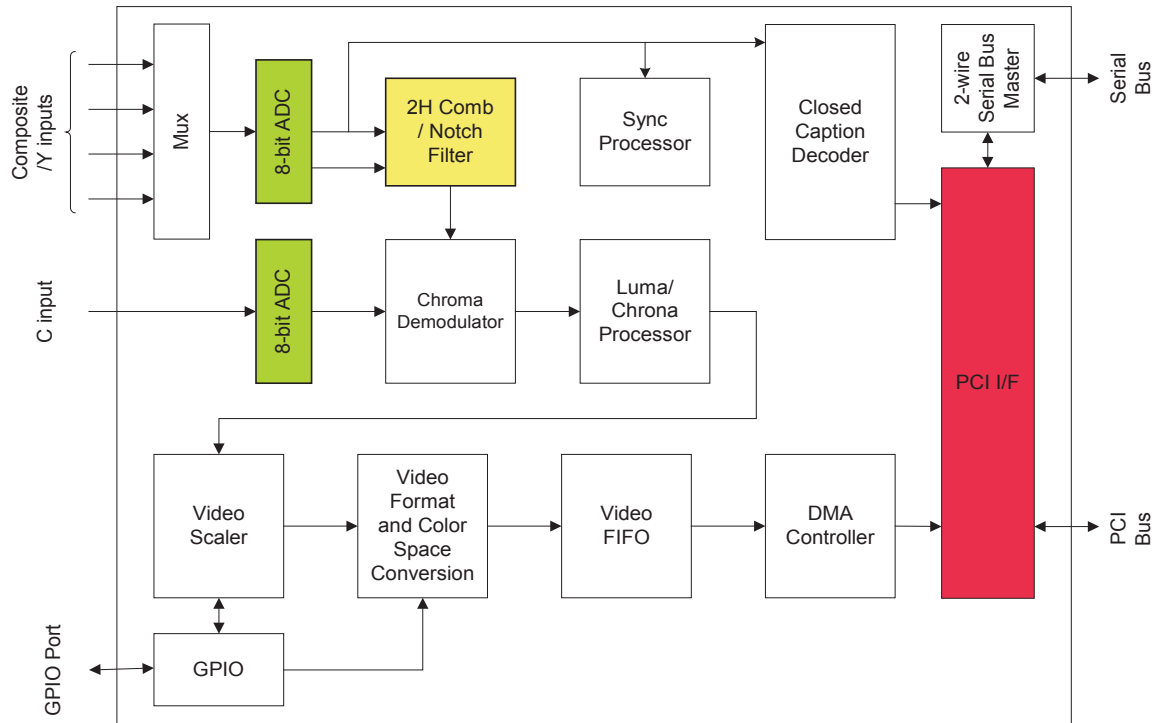 Composite
/Y inputs
Mux
8-bit ADC
2H Comb
/ Notch
Filter
Sync
Processor
Closed
Caption
Decoder
2-wire
Serial Bus
Master
Serial
Bus
C input
8-bit ADC
Chroma
Demodulator
Luma/
Chrona
Processor
PCI I/F
Video
Scaler
Video
Format
and Color
Space
Conversion
Video
FIFO
DMA
Controller
PCI
Bus
GPIO Port
GPIO